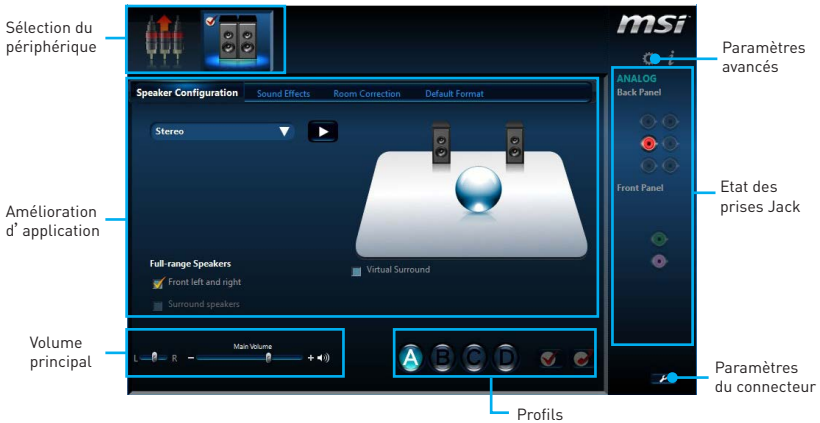 Sélection du
périphérique
msi
Paramètres
avancés
ANALOG
Back Panel
Speaker Configuration Sound Effects Room Correction Default Format
Stereo
Front Panel
Etat des
prises Jack
Amélioration
d’application
Full-range Speakers
Front left and right
Virtual Surround
Surround speakers
Volume
principal
Main Volume
L R - +
A B C D
Paramètres
du connecteur
Profils